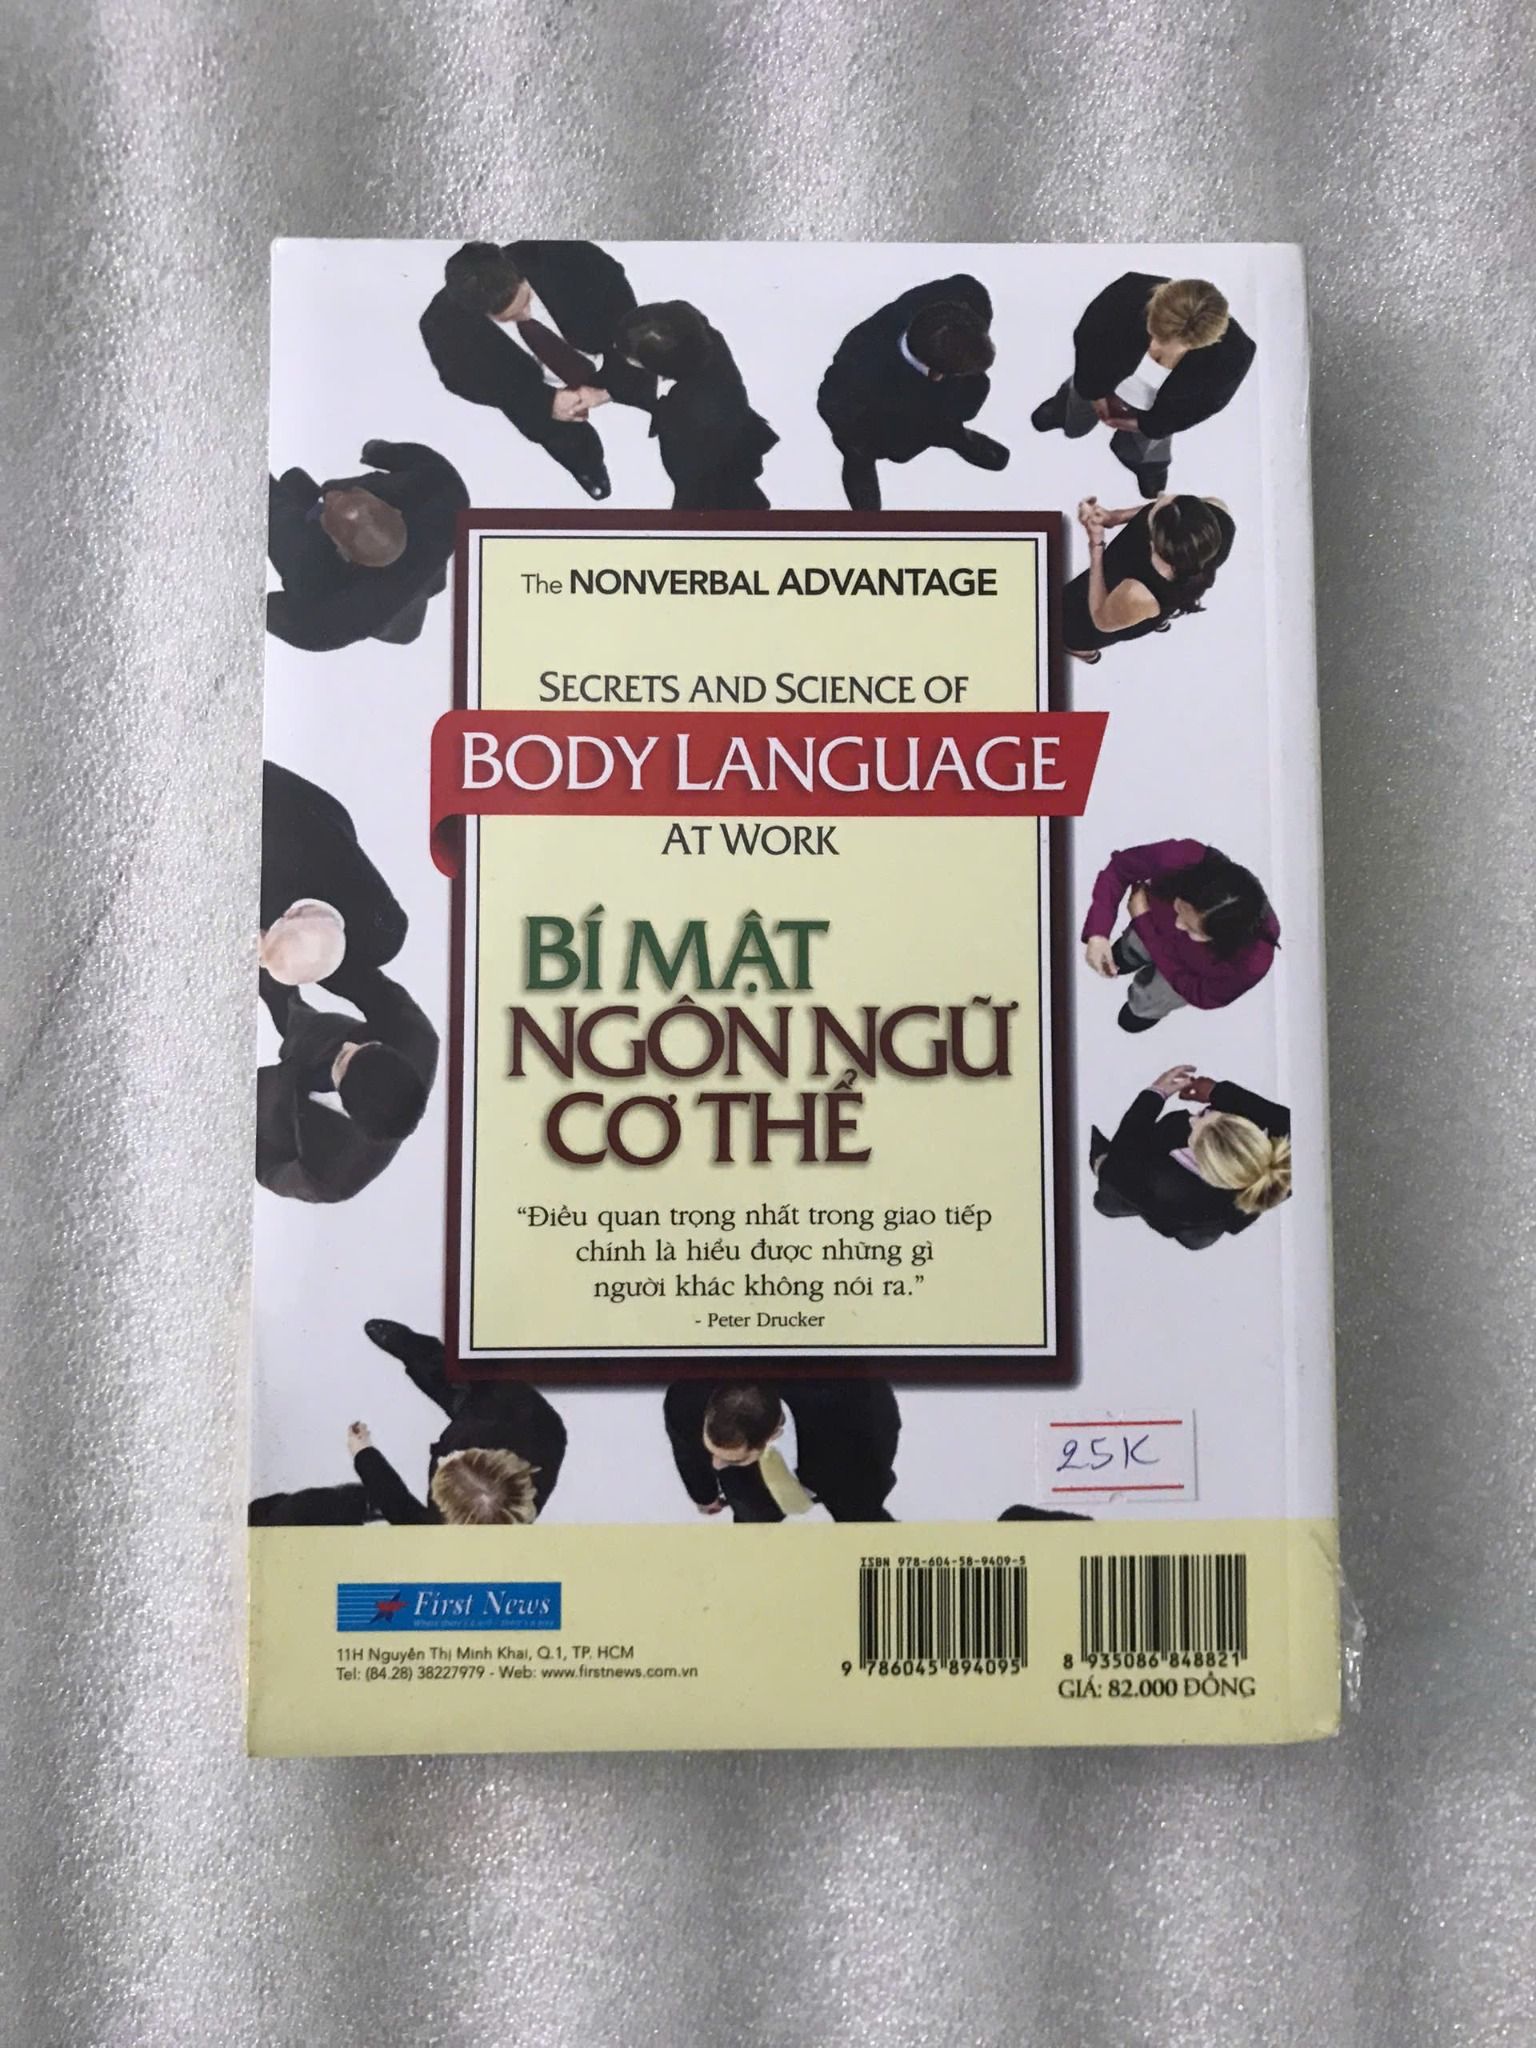 The NONVERBAL ADVANTAGE
SECRETS AND SCIENCE OF
BODY LANGUAGE
AT WORK
BÍ MẬT
NGÔN NGỮ
CƠ THỂ
“Điều quan trọng nhất trong giao tiếp
chính là hiểu được những gì
người khác không nói ra.”
- Peter Drucker
25K
First News
11H Nguyễn Thị Minh Khai, Q.1, TP. HCM
Tel: (84.28) 38227979 - Web: www.firstnews.com.vn
ISBN 978-604-58-9409-5
9 786045 894095
8 935086 848821
GIÁ: 82.000 ĐỒNG